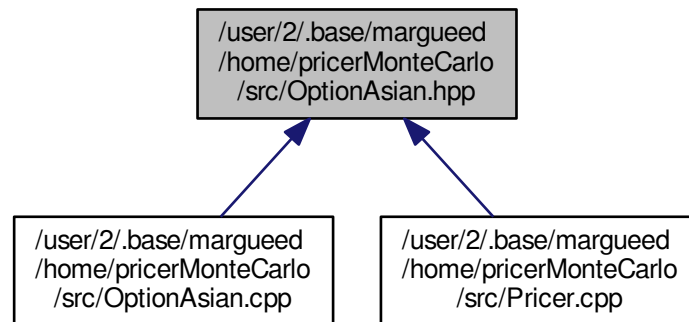 /user/2/.base/margueed
/home/pricerMonteCarlo
/src/OptionAsian.hpp
/user/2/.base/margueed
/home/pricerMonteCarlo
/src/OptionAsian.cpp
/user/2/.base/margueed
/home/pricerMonteCarlo
/src/Pricer.cpp